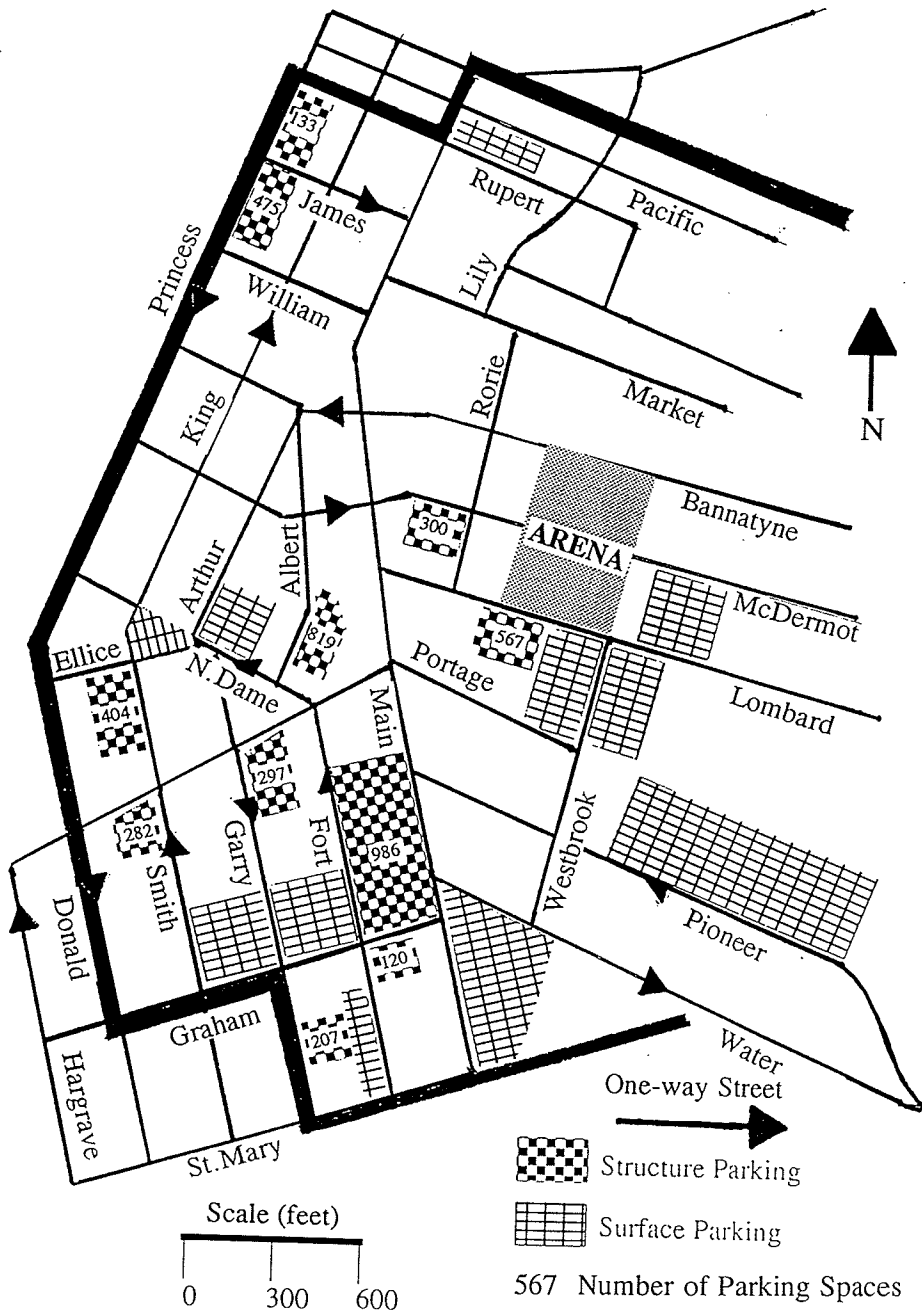 133
475
James
Rupert
Pacific
Princess
William
Lily
Market
King
Rorie
N
Bannatyne
300
ARENA
McDermot
Arthur
Albert
819
567
Ellice
N. Dame
Portage
Lombard
404
Main
297
282
Garry
Fort
986
Westbrook
Donald
Smith
Pioneer
120
Graham
207
Water
Hargrave
St. Mary
One-way Street
Structure Parking
Scale (feet)
Surface Parking
0 300 600
567 Number of Parking Spaces